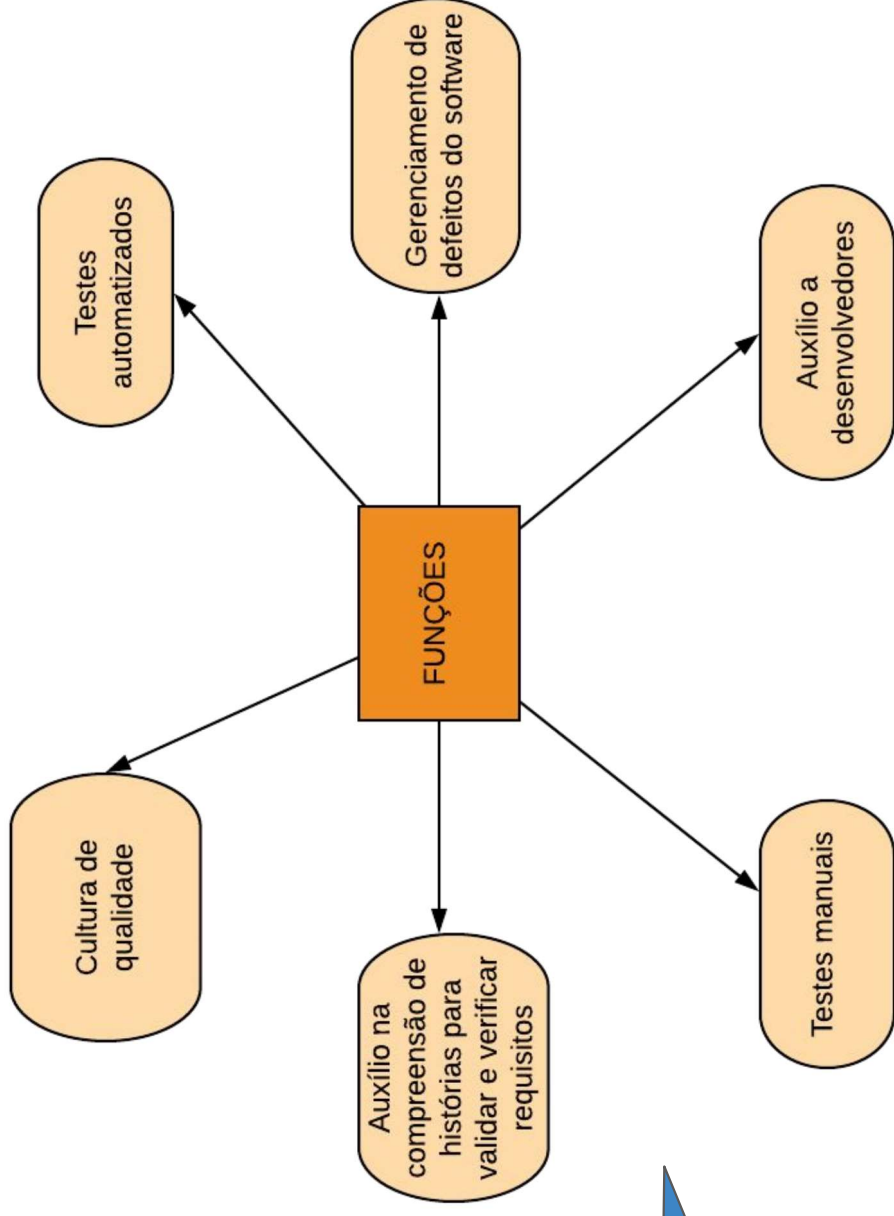 Cultura de
qualidade
Testes
automatizados
Auxílio na
compreensão de
histórias para
validar e verificar
requisitos
FUNÇÕES
Gerenciamento de
defeitos do software
Testes manuais
Auxílio a
desenvolvedores